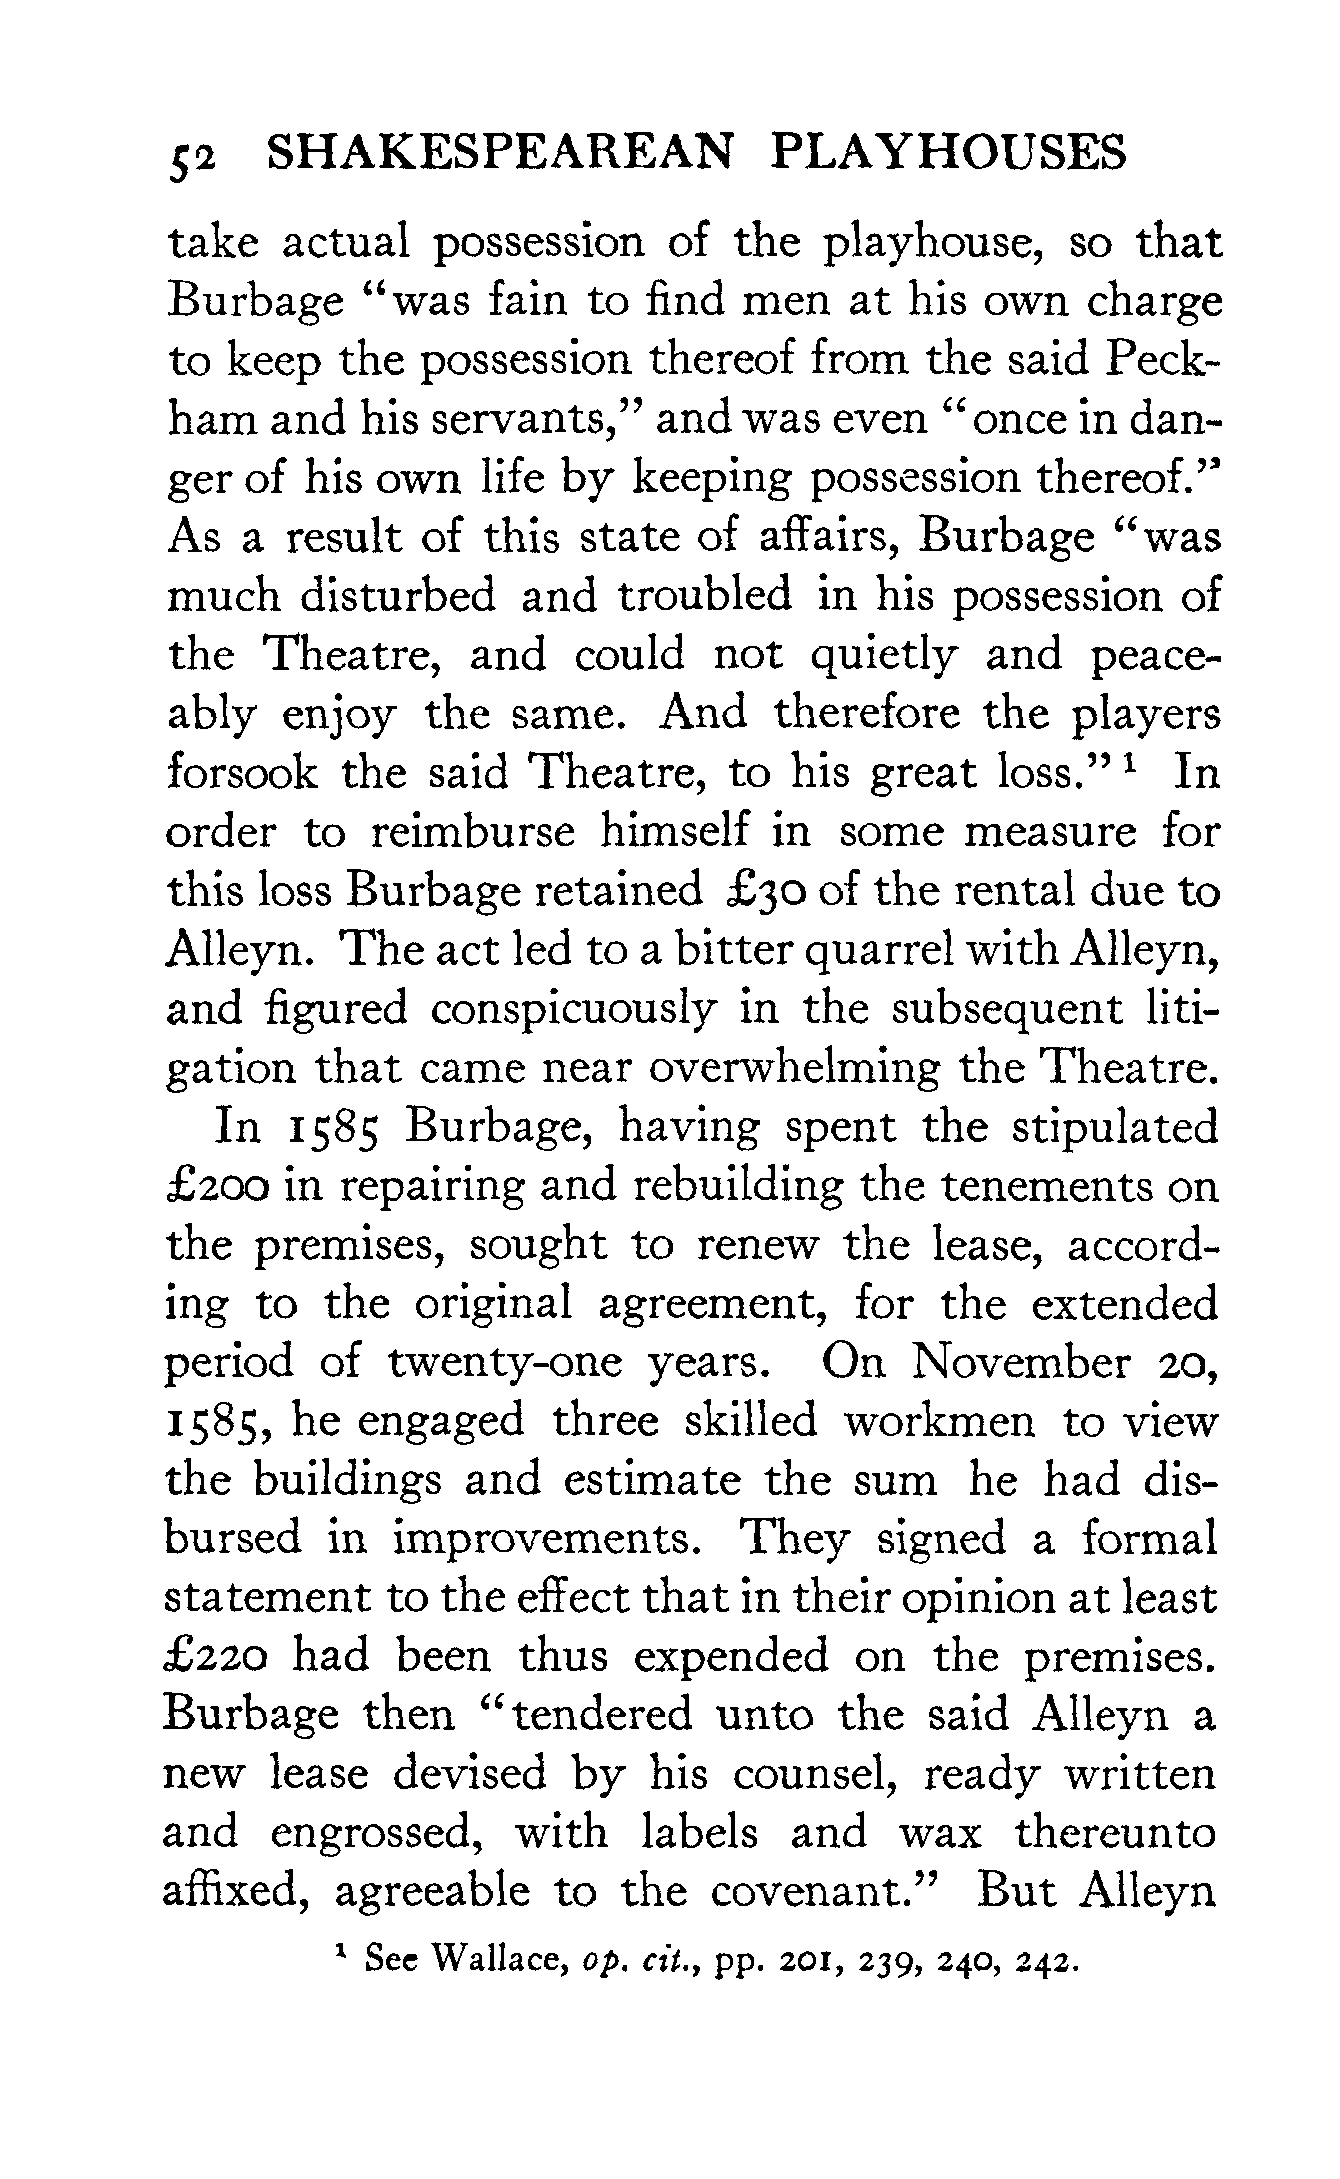 52 SHAKESPEAREAN PLAYHOUSES
take actual possession of the playhouse, so that
Burbage “was fain to find men at his own charge
to keep the possession thereof from the said Peck-
ham and his servants,” and was even “once in dan-
ger of his own life by keeping possession thereof.”
As a result of this state of affairs, Burbage “was
much disturbed and troubled in his possession of
the Theatre, and could not quietly and peace-
ably enjoy the same. And therefore the players
forsook the said Theatre, to his great loss.” ¹ In
order to reimburse himself in some measure for
this loss Burbage retained £30 of the rental due to
Alleyn. The act led to a bitter quarrel with Alleyn,
and figured conspicuously in the subsequent liti-
gation that came near overwhelming the Theatre.
In 1585 Burbage, having spent the stipulated
£200 in repairing and rebuilding the tenements on
the premises, sought to renew the lease, accord-
ing to the original agreement, for the extended
period of twenty-one years. On November 20,
1585, he engaged three skilled workmen to view
the buildings and estimate the sum he had dis-
bursed in improvements. They signed a formal
statement to the effect that in their opinion at least
£220 had been thus expended on the premises.
Burbage then “tendered unto the said Alleyn a
new lease devised by his counsel, ready written
and engrossed, with labels and wax thereunto
affixed, agreeable to the covenant.” But Alleyn
¹ See Wallace, op. cit., pp. 201, 239, 240, 242.